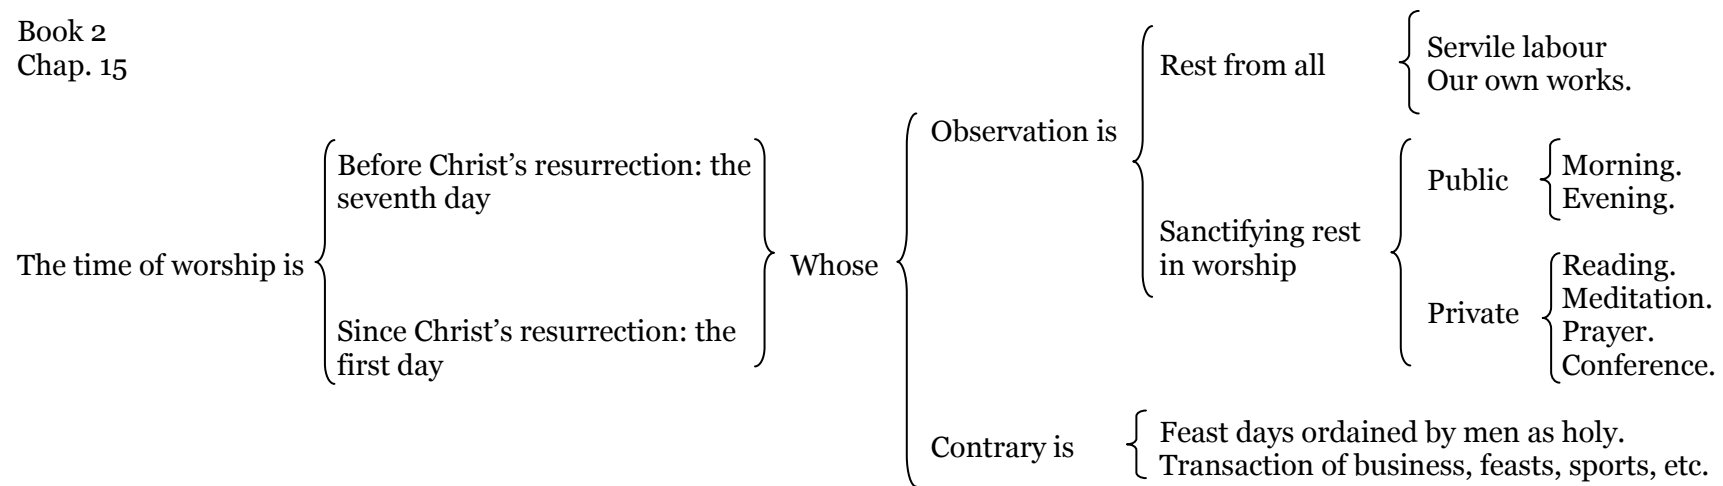 Book 2
Chap. 15
The time of worship is
Before Christ’s resurrection: the
seventh day
Since Christ’s resurrection: the
first day
Whose
Observation is
Rest from all
Servile labour
Our own works.
Sanctifying rest
in worship
Public
Morning.
Evening.
Private
Reading.
Meditation.
Prayer.
Conference.
Contrary is
Feast days ordained by men as holy.
Transaction of business, feasts, sports, etc.